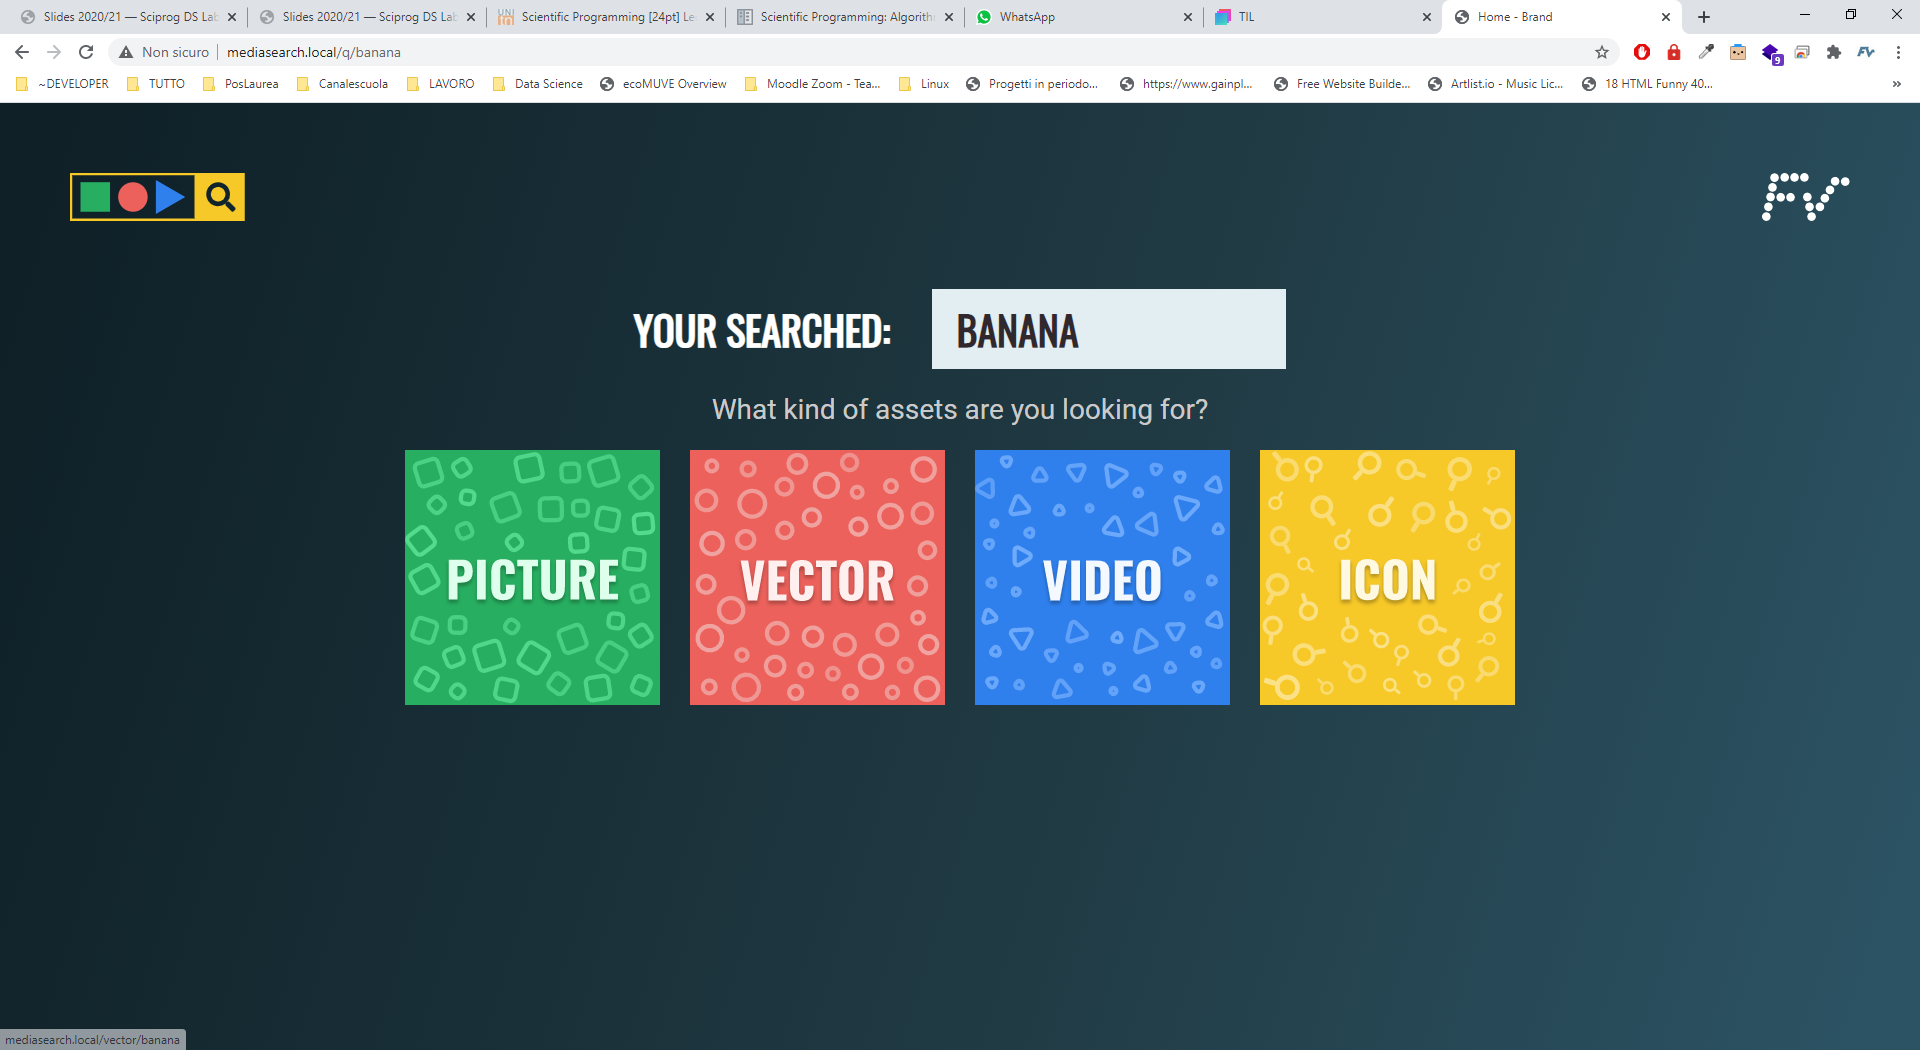 Slides 2020/21 — Sciprog DS Lab
Slides 2020/21 — Sciprog DS Lab
Scientific Programming [24pt] Le
Scientific Programming: Algorith
WhatsApp
TIL
Home - Brand
Non sicuro
mediasearch.local/q/banana
FV
9
~DEVELOPER
TUTTO
PosLaurea
Canalescuola
LAVORO
Data Science
ecoMUVE Overview
Moodle Zoom - Tea...
Linux
Progetti in periodo...
https://www.gainpl...
Free Website Builde...
Artlist.io - Music Lic...
18 HTML Funny 40...
»
FV
YOUR SEARCHED:
BANANA
What kind of assets are you looking for?
PICTURE
VECTOR
VIDEO
ICON
mediasearch.local/vector/banana